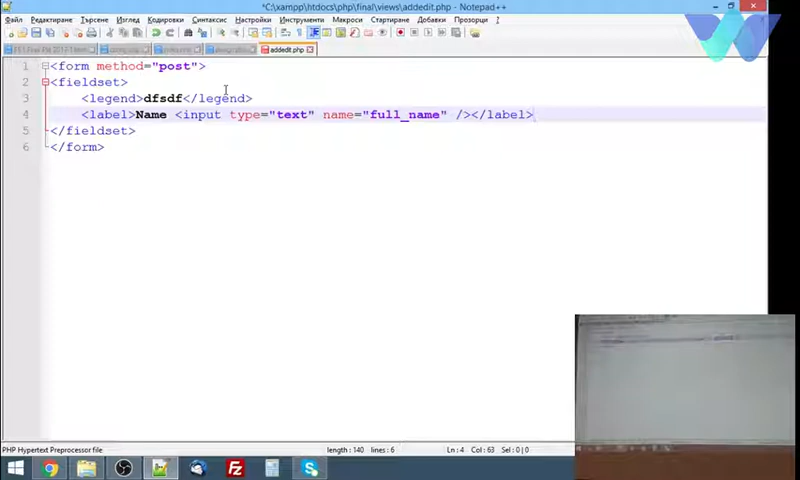 *C:\xampp\htdocs\php\final\views\addedit.php - Notepad++
Файл Редактиране Търсене Изглед Кодировки Синтаксис Настройки Инструменти Макроси Стартиране Добавки Прозорци ?
addedit.php
1 <form method="post">
2 <fieldset>
3 <legend>dfsdf</legend>
4 <label>Name <input type="text" name="full_name" /></label>
5 </fieldset>
6 </form>
PHP Hypertext Preprocessor file length: 140 lines: 6 Ln: 4 Col: 63 Sel: 0 | 0